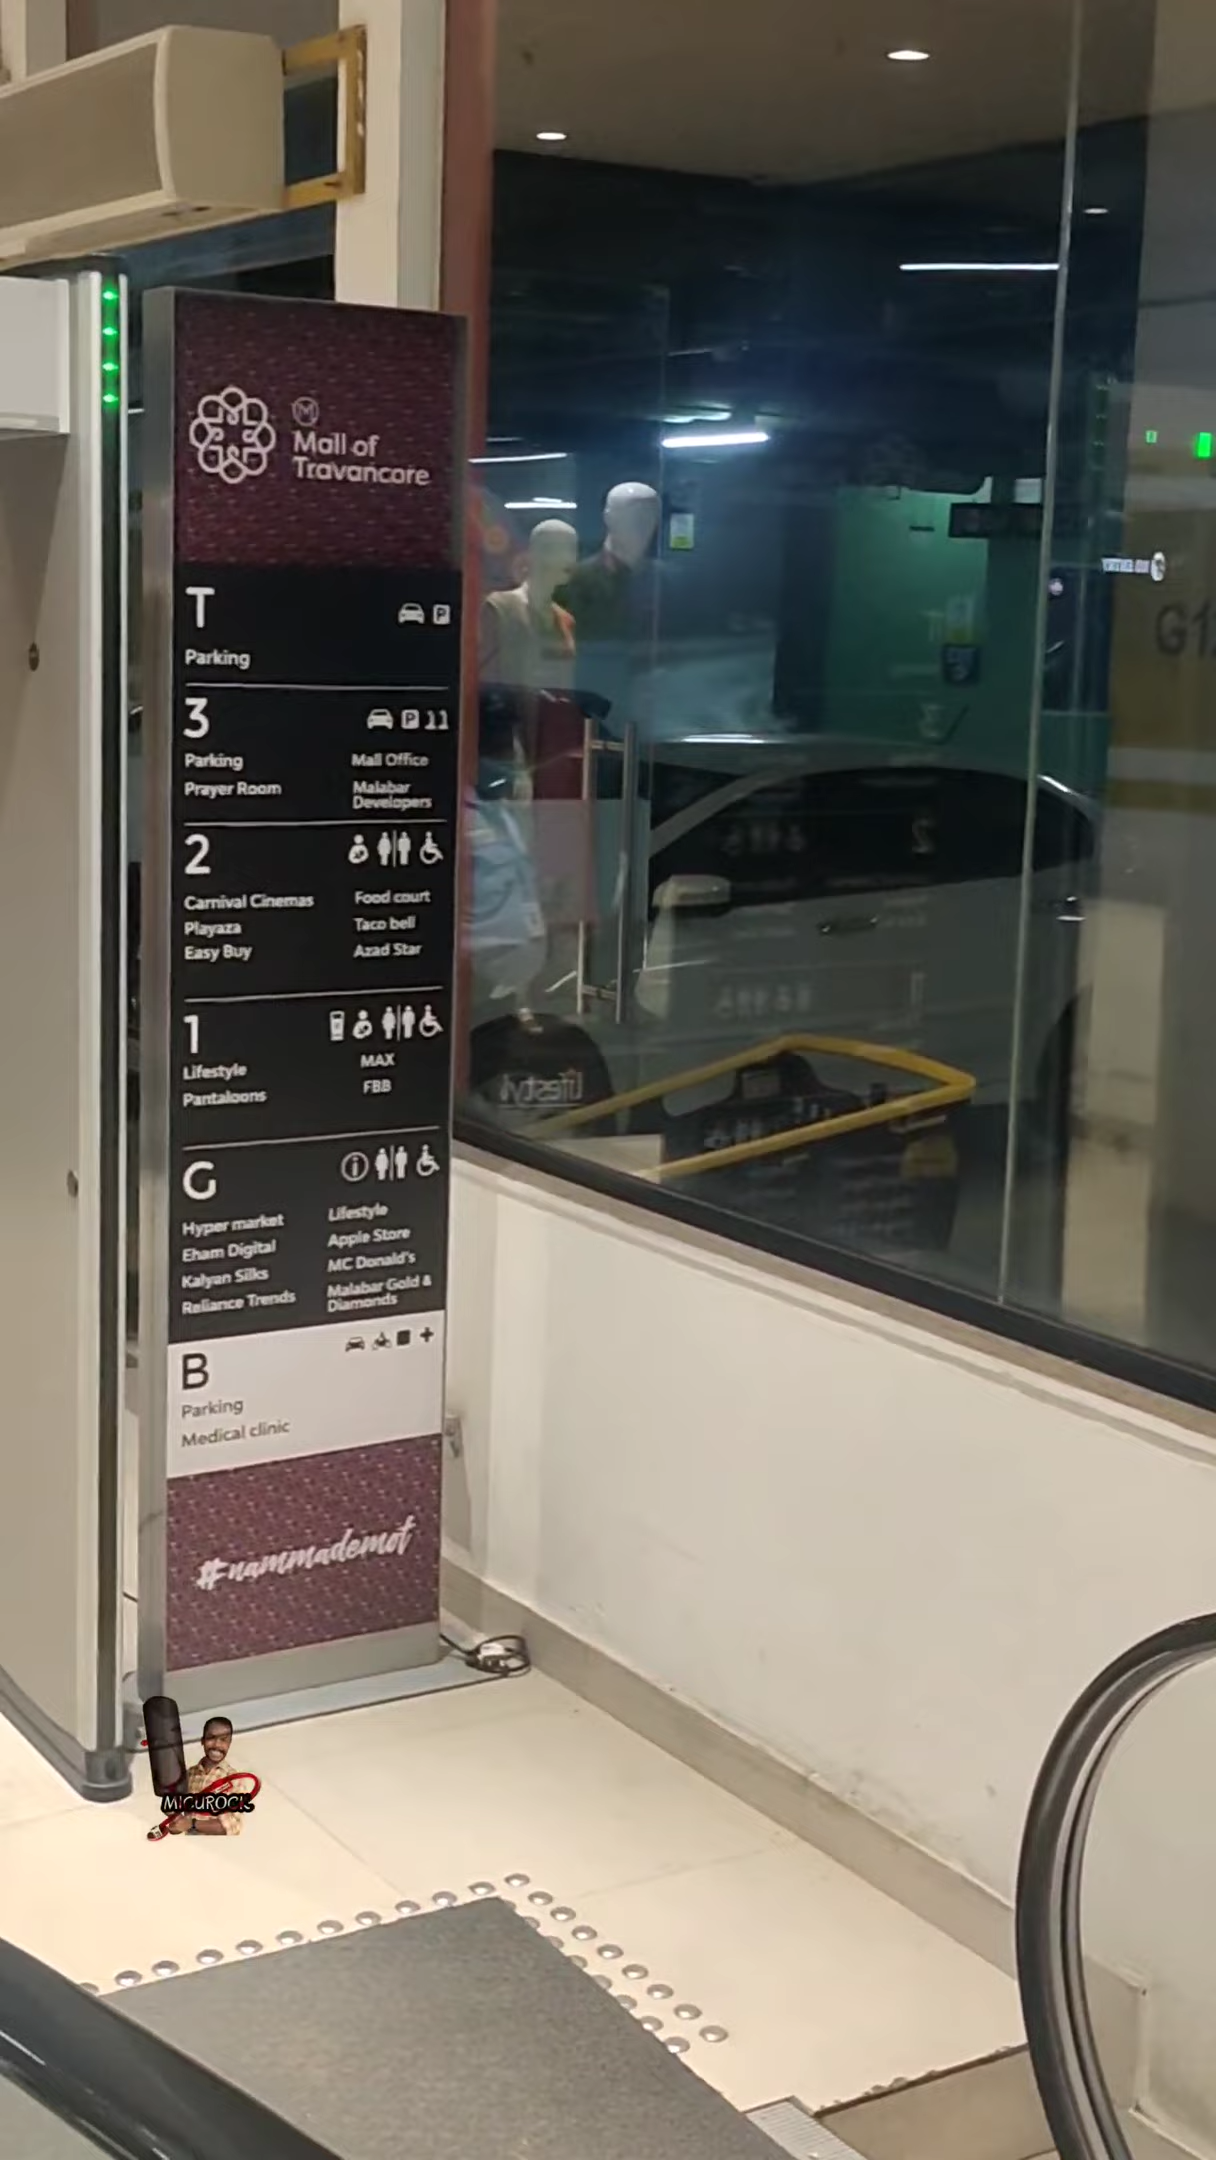 M
Mall of
Travancore
T
P
Parking
3
P
Parking
Mall Office
Prayer Room
Malabar
Developers
2
Carnival Cinemas
Food court
Playaza
Taco bell
Easy Buy
Azad Star
1
Lifestyle
MAX
Pantaloons
FBB
G
Hyper market
Lifestyle
Eham Digital
Apple Store
Kalyan Silks
MC Donald's
Reliance Trends
Malabar Gold &
Diamonds
B
Parking
Medical clinic
#nammademot
MICUROCK